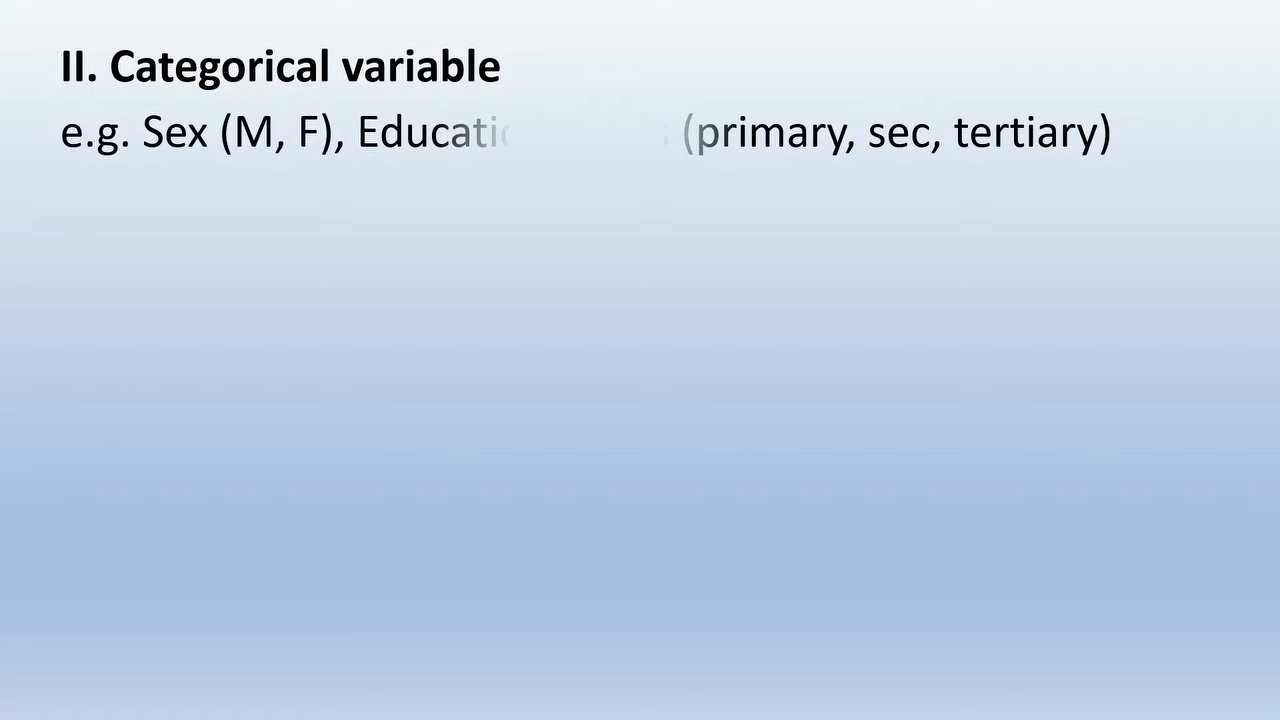 II. Categorical variable
e.g. Sex (M, F), (primary, sec, tertiary)